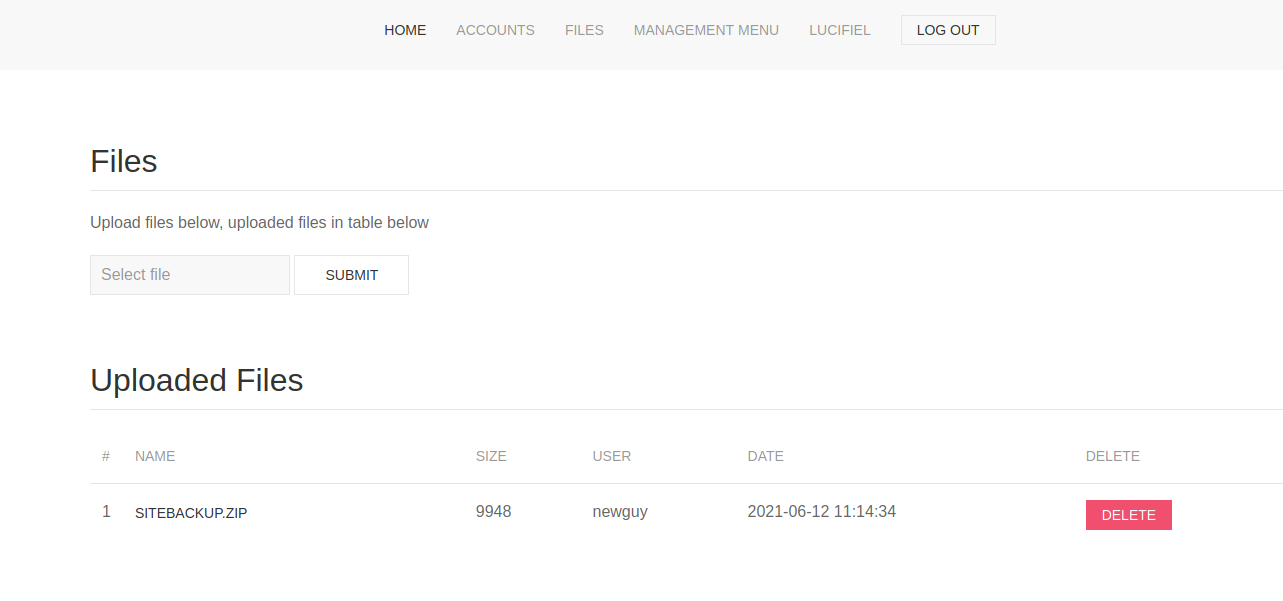 HOME ACCOUNTS FILES MANAGEMENT MENU LUCIFIEL LOG OUT
Files
Upload files below, uploaded files in table below
Select file SUBMIT
Uploaded Files
# NAME SIZE USER DATE DELETE
1 SITEBACKUP.ZIP 9948 newguy 2021-06-12 11:14:34 DELETE